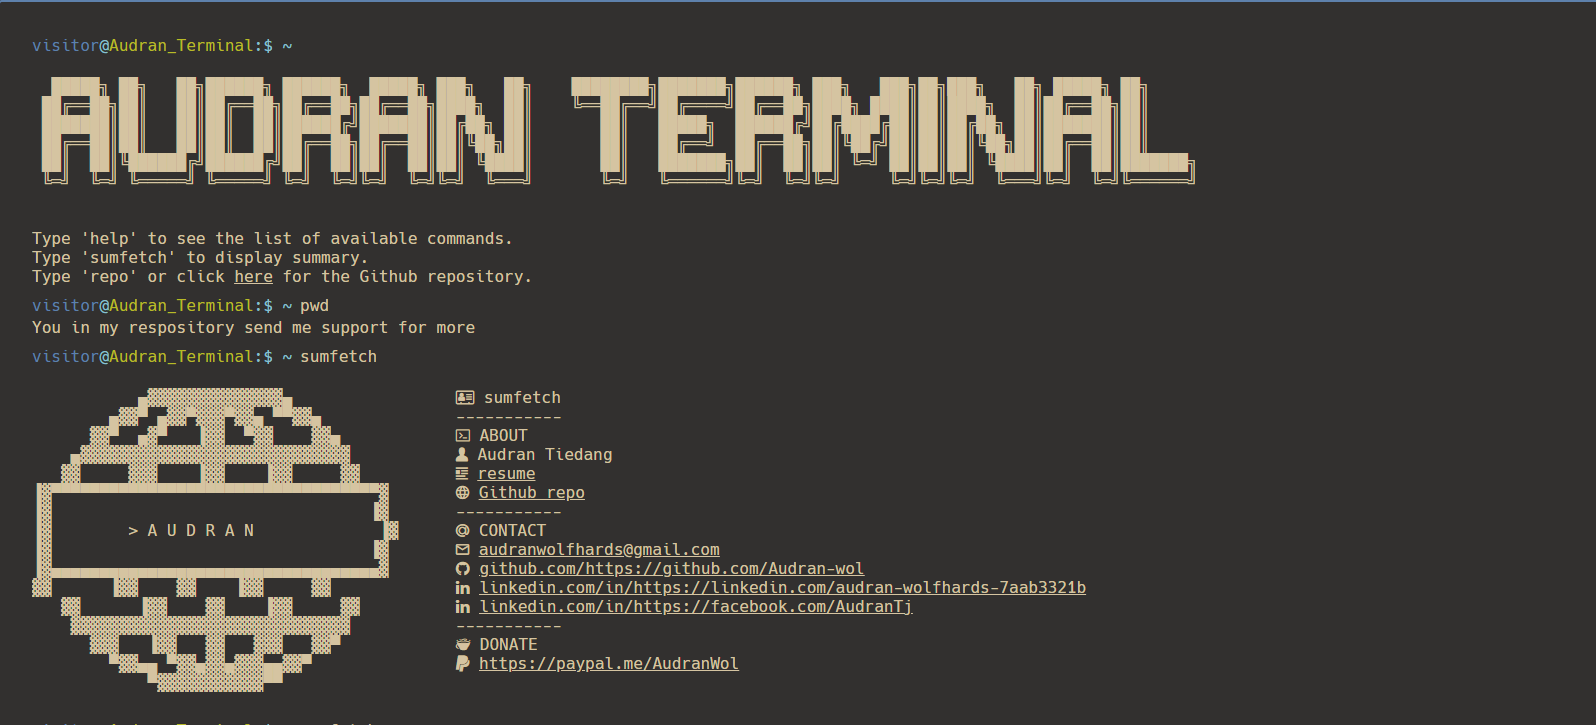 visitor@Audran_Terminal:$ ~
AUDRAN TERMINAL
Type 'help' to see the list of available commands.
Type 'sumfetch' to display summary.
Type 'repo' or click here for the Github repository.
visitor@Audran_Terminal:$ ~ pwd
You in my respository send me support for more
visitor@Audran_Terminal:$ ~ sumfetch
> A U D R A N
sumfetch
-----------
ABOUT
Audran Tiedang
resume
Github repo
-----------
CONTACT
audranwolfhards@gmail.com
github.com/https://github.com/Audran-wol
linkedin.com/in/https://linkedin.com/audran-wolfhards-7aab3321b
linkedin.com/in/https://facebook.com/AudranTj
-----------
DONATE
https://paypal.me/AudranWol